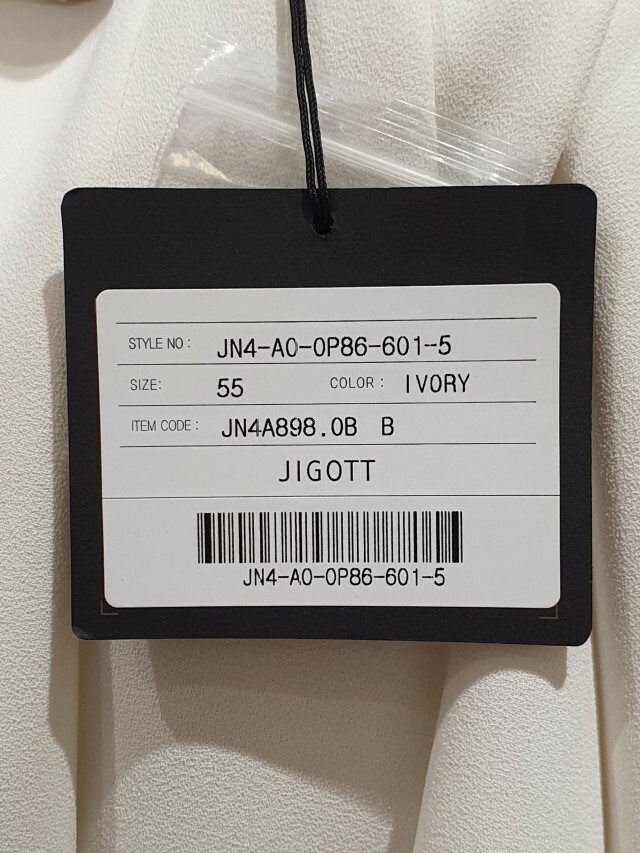 STYLE NO: JN4-A0-0P86-601-5
SIZE: 55 COLOR: IVORY
ITEM CODE: JN4A898.0B B
JIGOTT
JN4-A0-0P86-601-5